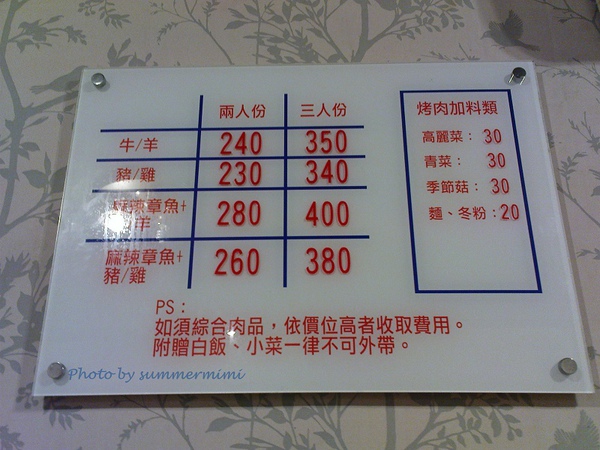 兩人份 三人份
牛/羊 240 350
豬/雞 230 340
麻辣章魚+
羊 280 400
麻辣章魚+
豬/雞 260 380
烤肉加料類
高麗菜：30
青菜：30
季節菇：30
麵、冬粉：20
PS：
如須綜合肉品，依價位高者收取費用。
附贈白飯、小菜一律不可外帶。
Photo by summermimi